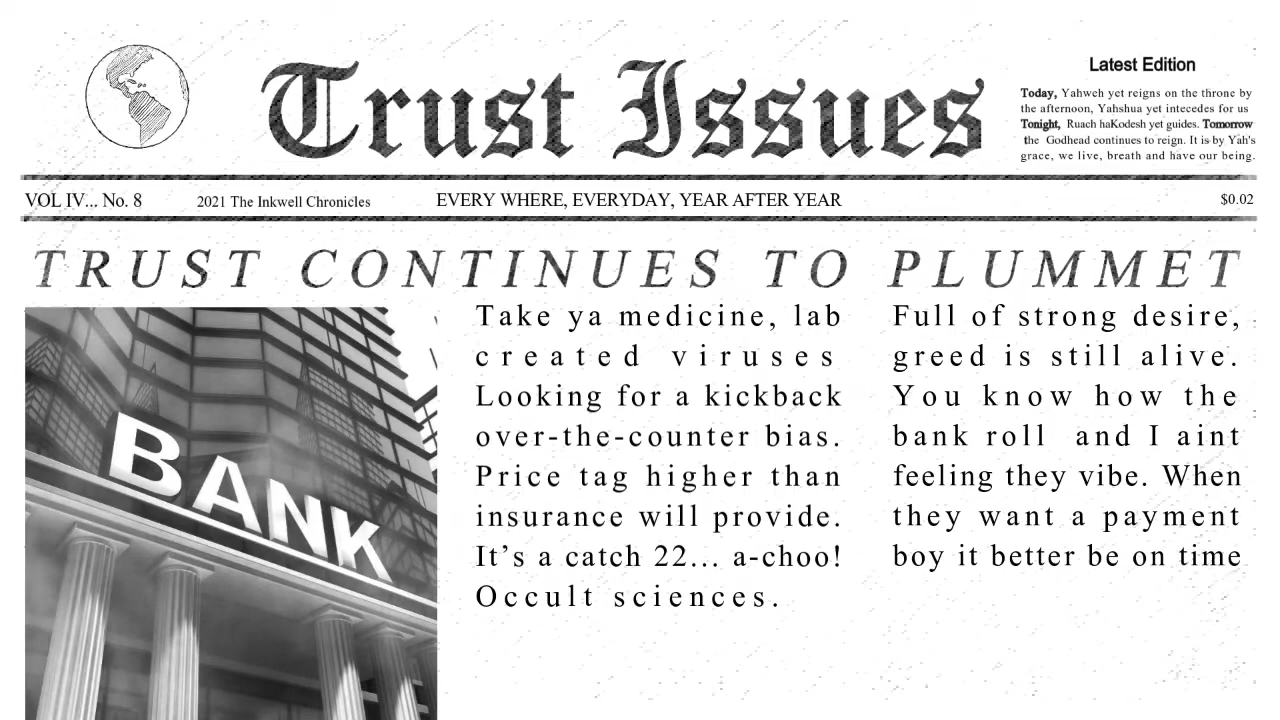 Trust Issues
Latest Edition
Today, Yahweh yet reigns on the throne by
the afternoon, Yahshua yet intecedes for us
Tonight, Ruach haKodesh yet guides. Tomorrow
the Godhead continues to reign. It is by Yah's
grace, we live, breath and have our being.
VOL IV... No. 8
2021 The Inkwell Chronicles
EVERY WHERE, EVERYDAY, YEAR AFTER YEAR
$0.02
TRUST CONTINUES TO PLUMMET
BANK
Take ya medicine, lab
created viruses
Looking for a kickback
over-the-counter bias.
Price tag higher than
insurance will provide.
It’s a catch 22... a-choo!
Occult sciences.
Full of strong desire,
greed is still alive.
You know how the
bank roll and I aint
feeling they vibe. When
they want a payment
boy it better be on time